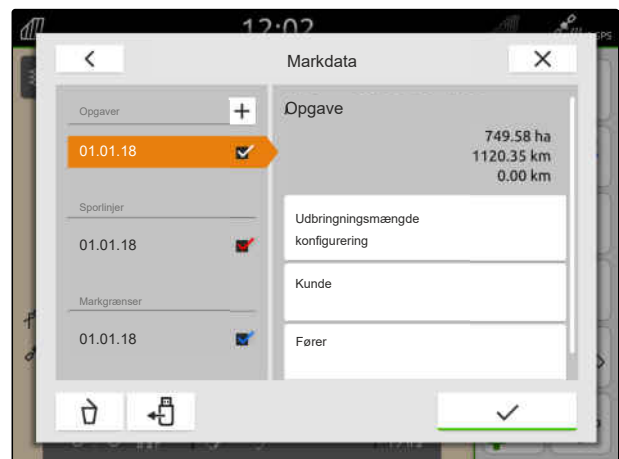 12:02
GPS
Markdata
Opgaver
01.01.18
Sporlinjer
01.01.18
Markgrænser
01.01.18
Opgave
749.58 ha
1120.35 km
0.00 km
Udbringningsmængde
konfigurering
Kunde
Fører